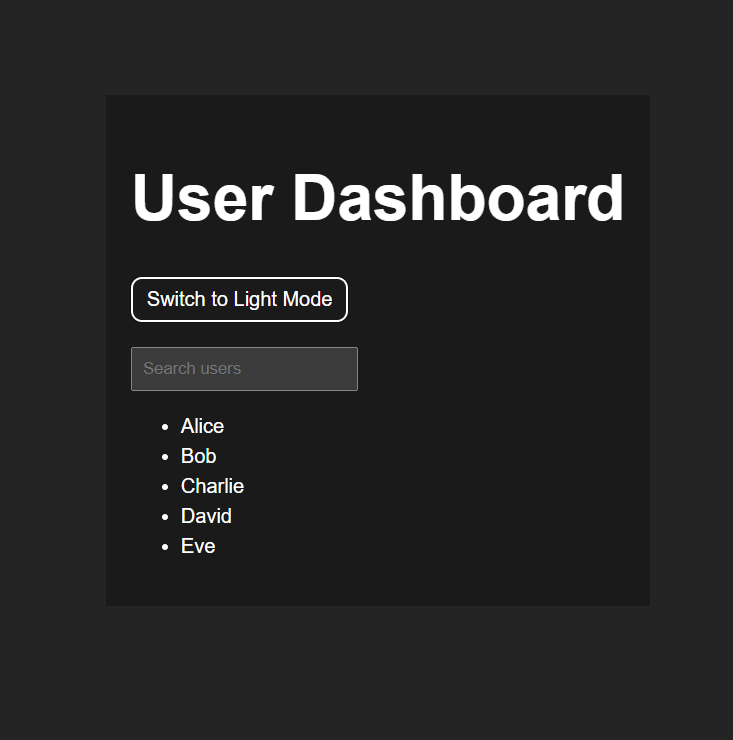 User Dashboard
Switch to Light Mode
Search users
Alice
Bob
Charlie
David
Eve